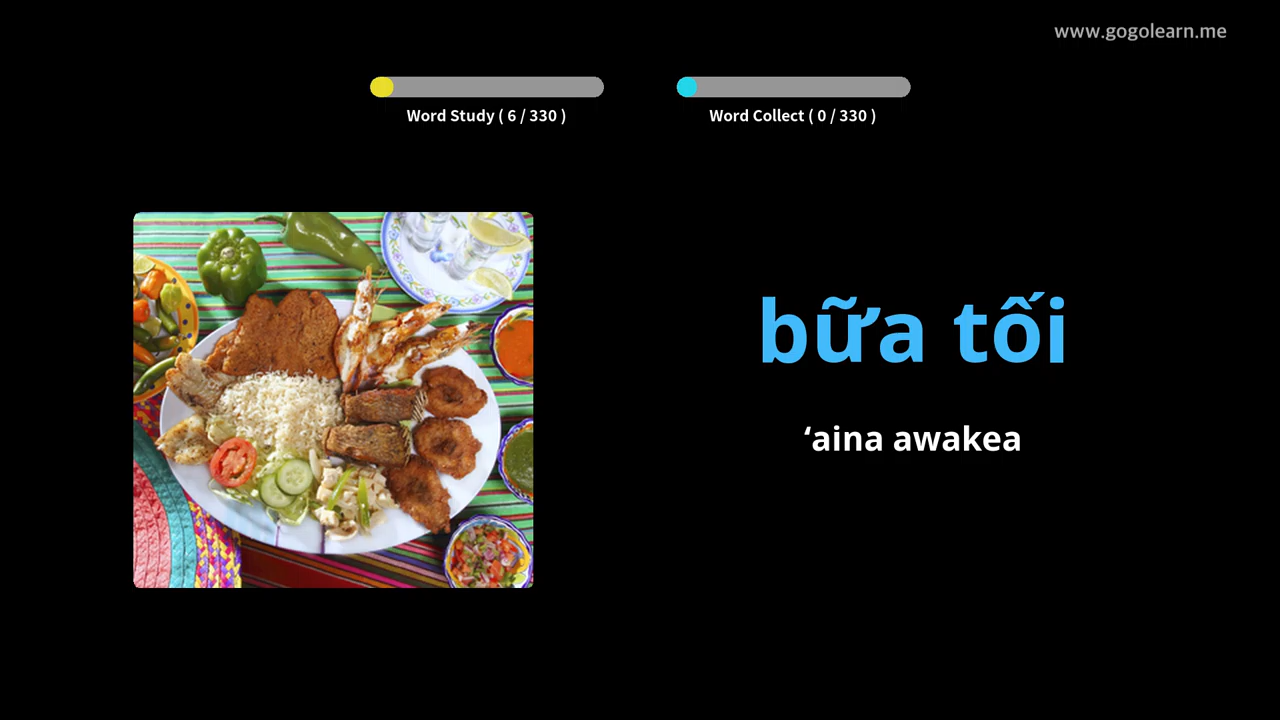 www.gogolearn.me
Word Study ( 6 / 330 )
Word Collect ( 0 / 330 )
bữa tối
ʻaina awakea